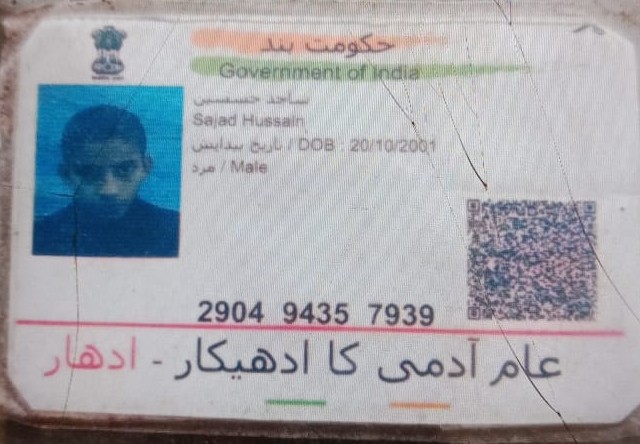 حکومت ہند
Government of India
ساجد حسسین
Sajad Hussain
تاریخ پیدایس / DOB : 20/10/2001
مرد / Male
2904 9435 7939
عام آدمی کا ادھیکار - ادھار